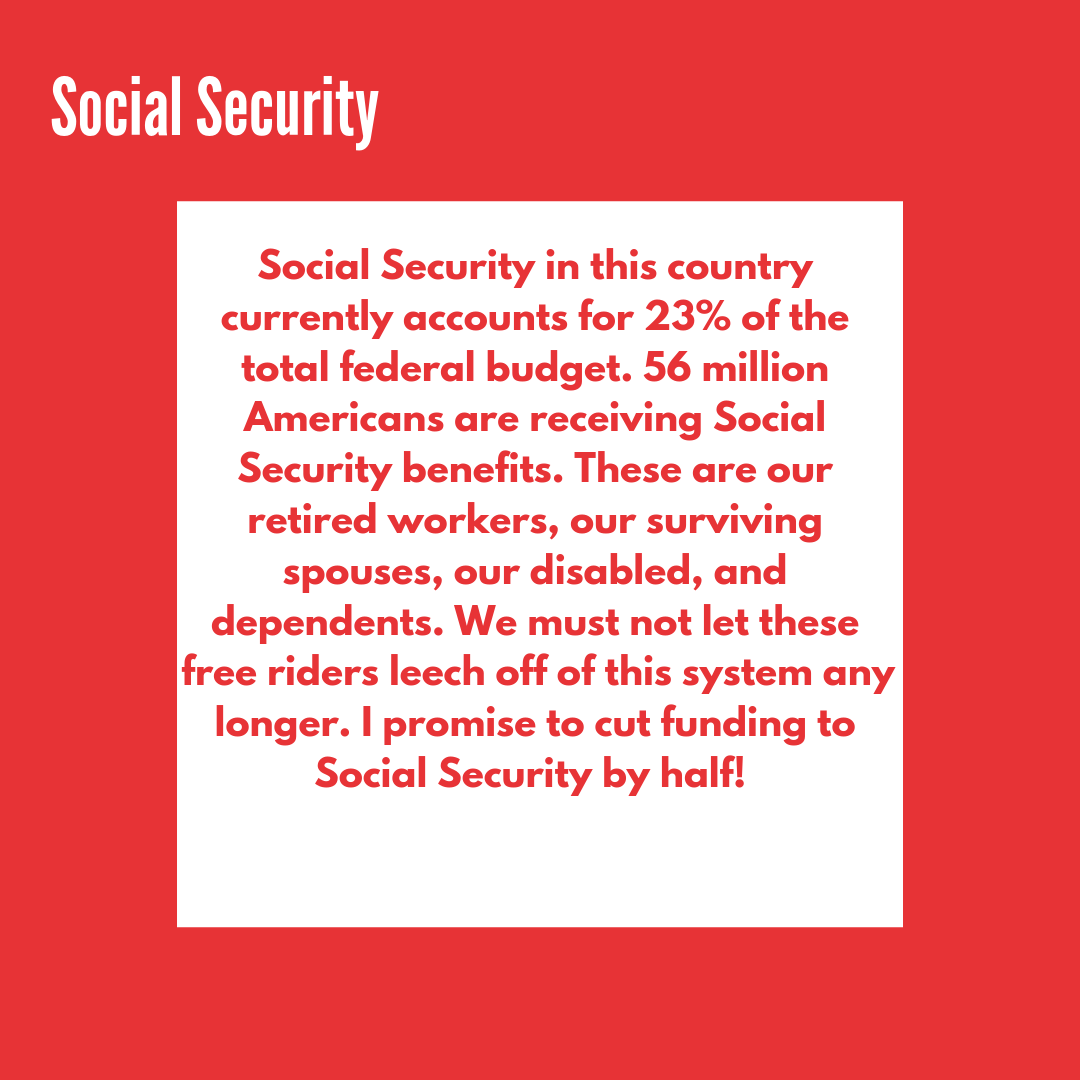 Social Security
Social Security in this country
currently accounts for 23% of the
total federal budget. 56 million
Americans are receiving Social
Security benefits. These are our
retired workers, our surviving
spouses, our disabled, and
dependents. We must not let these
free riders leech off of this system any
longer. I promise to cut funding to
Social Security by half!